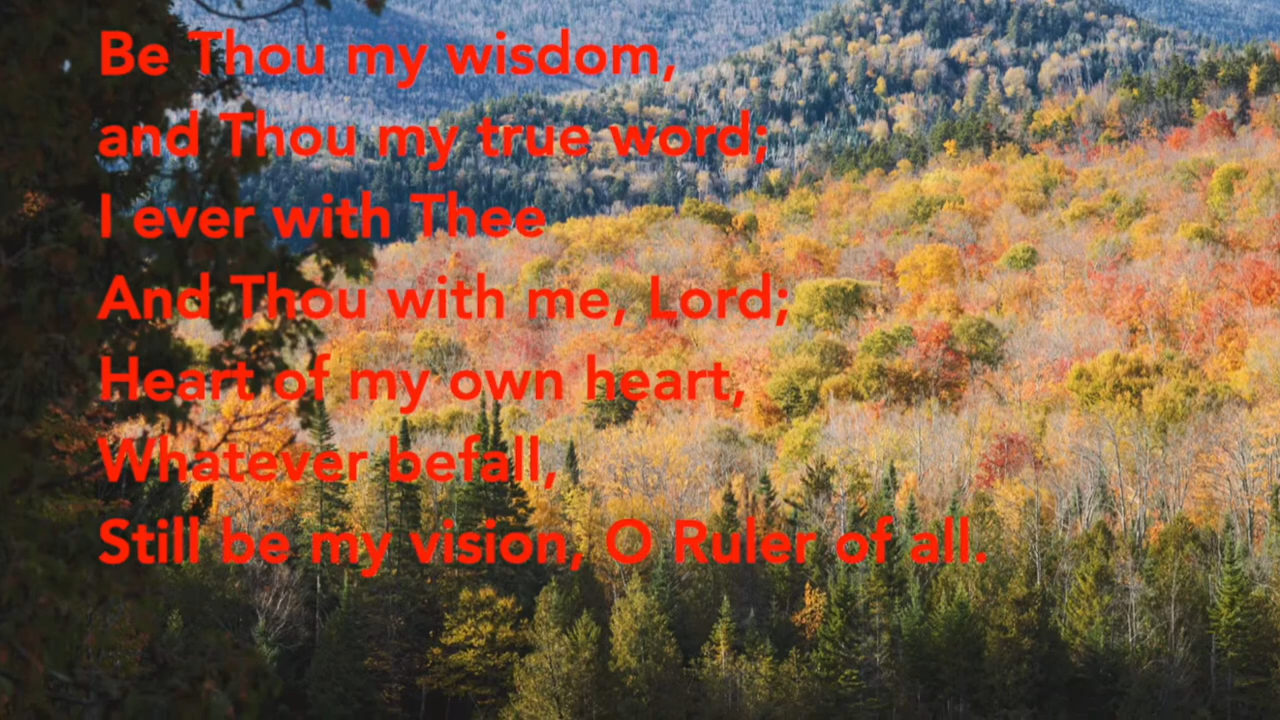 Be Thou my wisdom,
and Thou my true word;
I ever with Thee
And Thou with me, Lord;
Heart of my own heart,
Whatever befall,
Still be my vision, O Ruler of all.